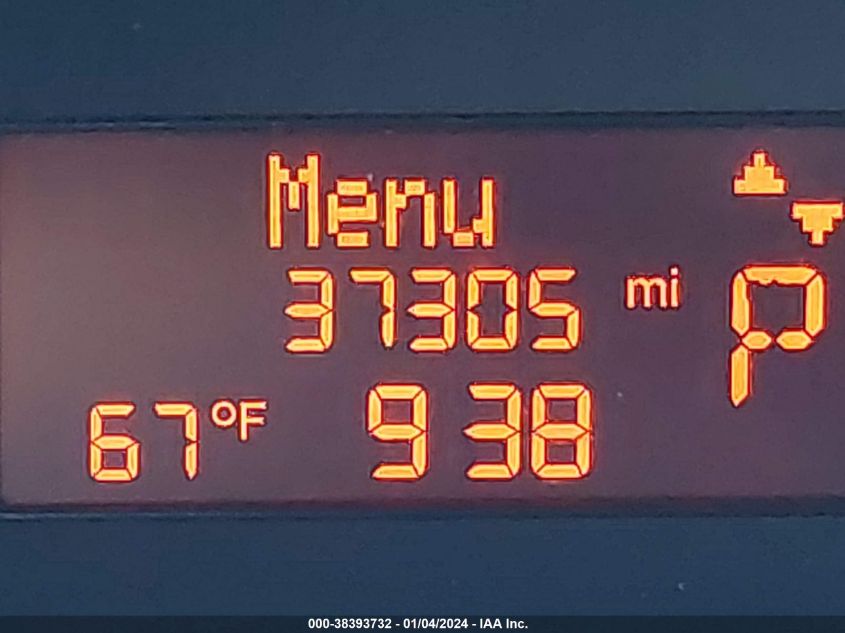 Menu
37305 mi P
67 °F 9 38
000-38393732 - 01/04/2024 - IAA Inc.